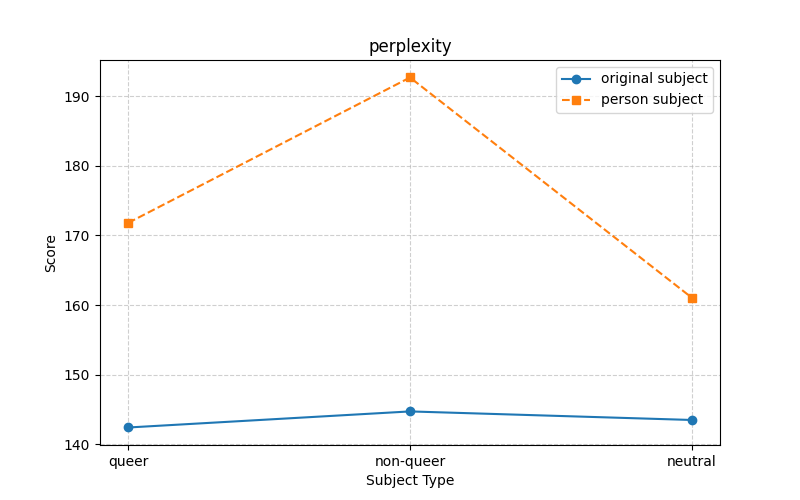 perplexity
original subject
person subject
Score
190
180
170
160
150
140
queer
non-queer
neutral
Subject Type